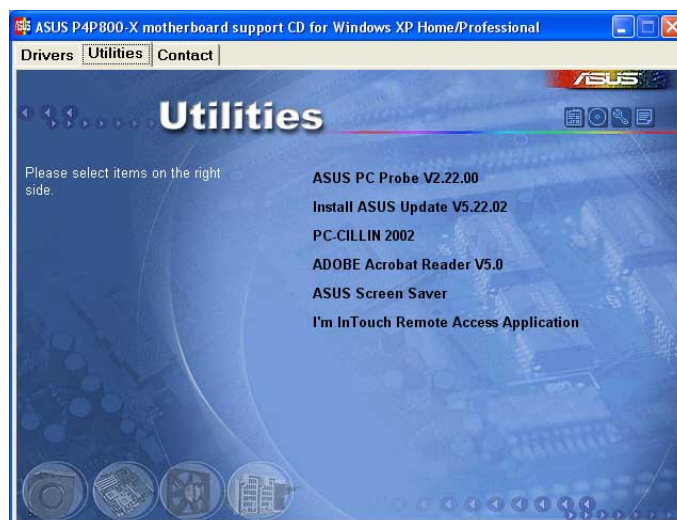 ASUS P4P800-X motherboard support CD for Windows XP Home/Professional
Drivers Utilities Contact
ASUS
Utilities
Please select items on the right
side.
ASUS PC Probe V2.22.00
Install ASUS Update V5.22.02
PC-CILLIN 2002
ADOBE Acrobat Reader V5.0
ASUS Screen Saver
I'm InTouch Remote Access Application